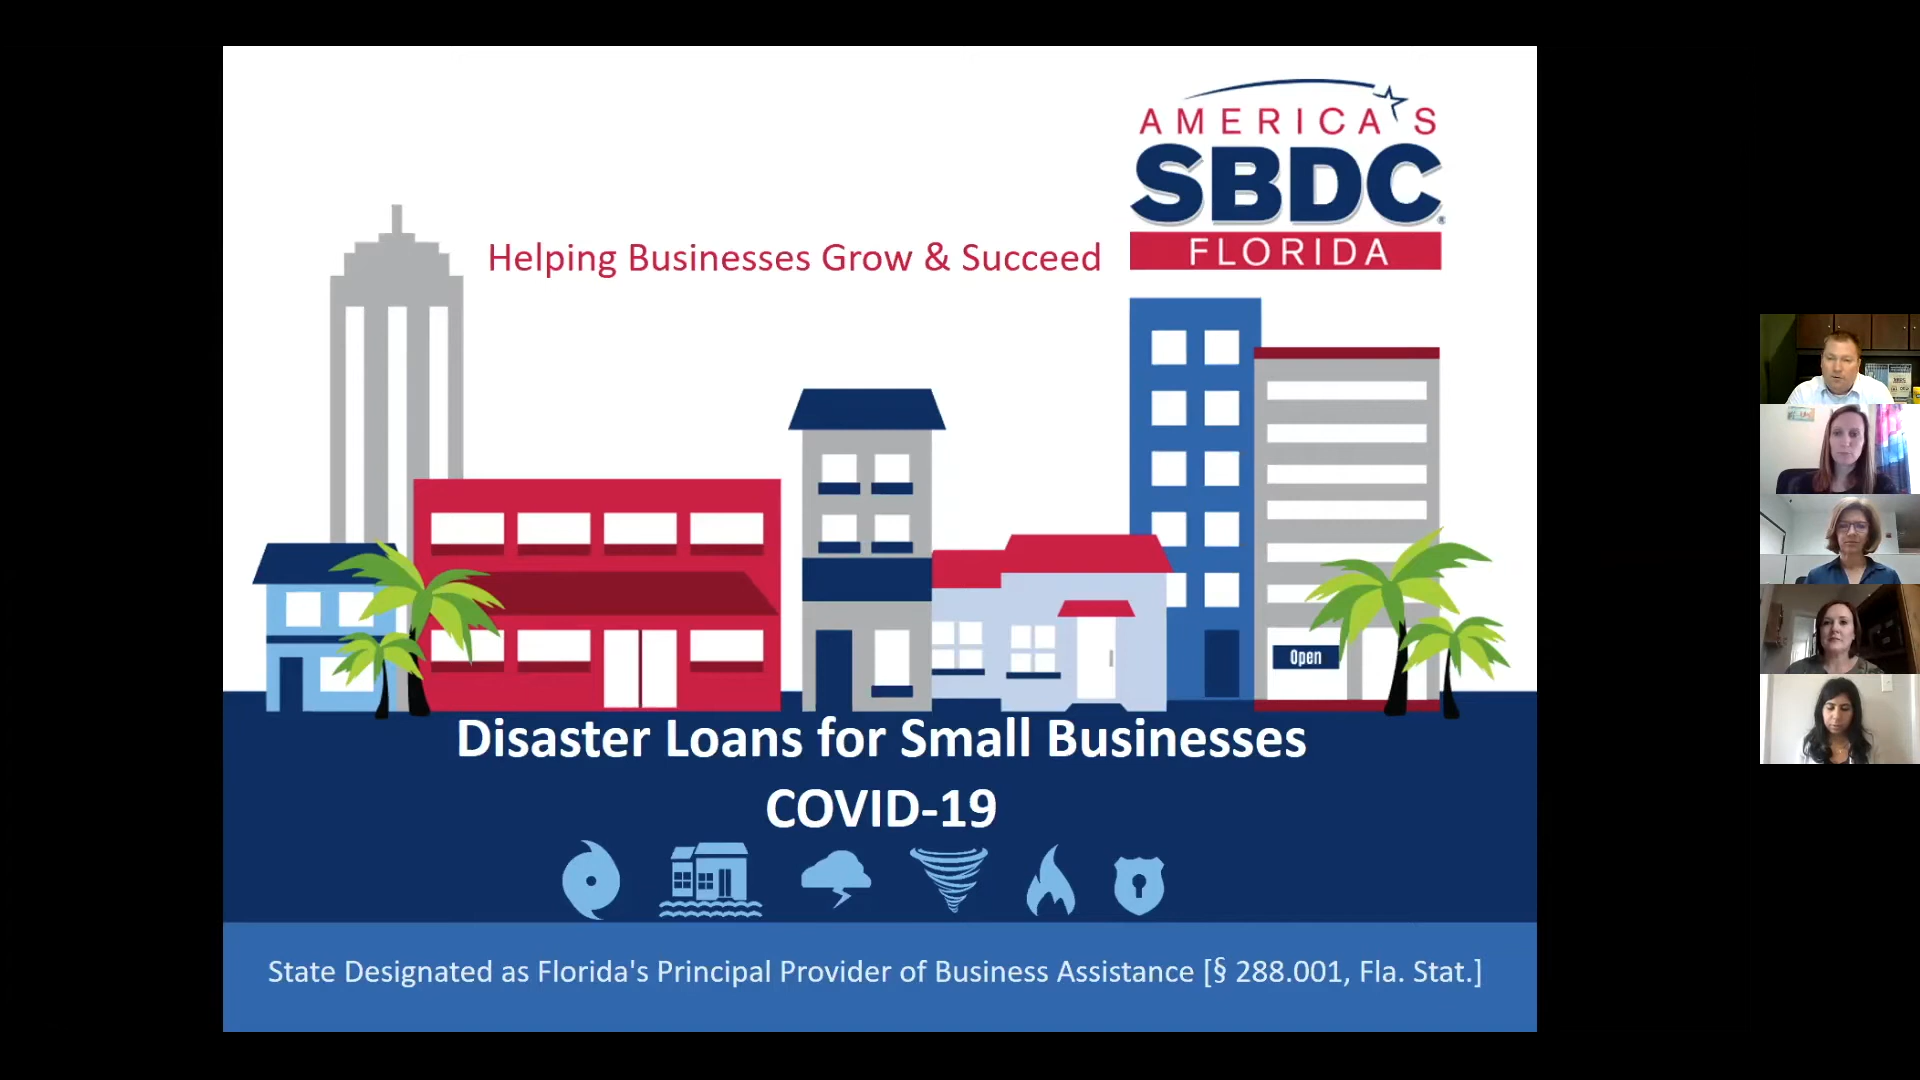 AMERICA'S
SBDC
FLORIDA
Helping Businesses Grow & Succeed
Open
Disaster Loans for Small Businesses
COVID-19
State Designated as Florida's Principal Provider of Business Assistance [§ 288.001, Fla. Stat.]